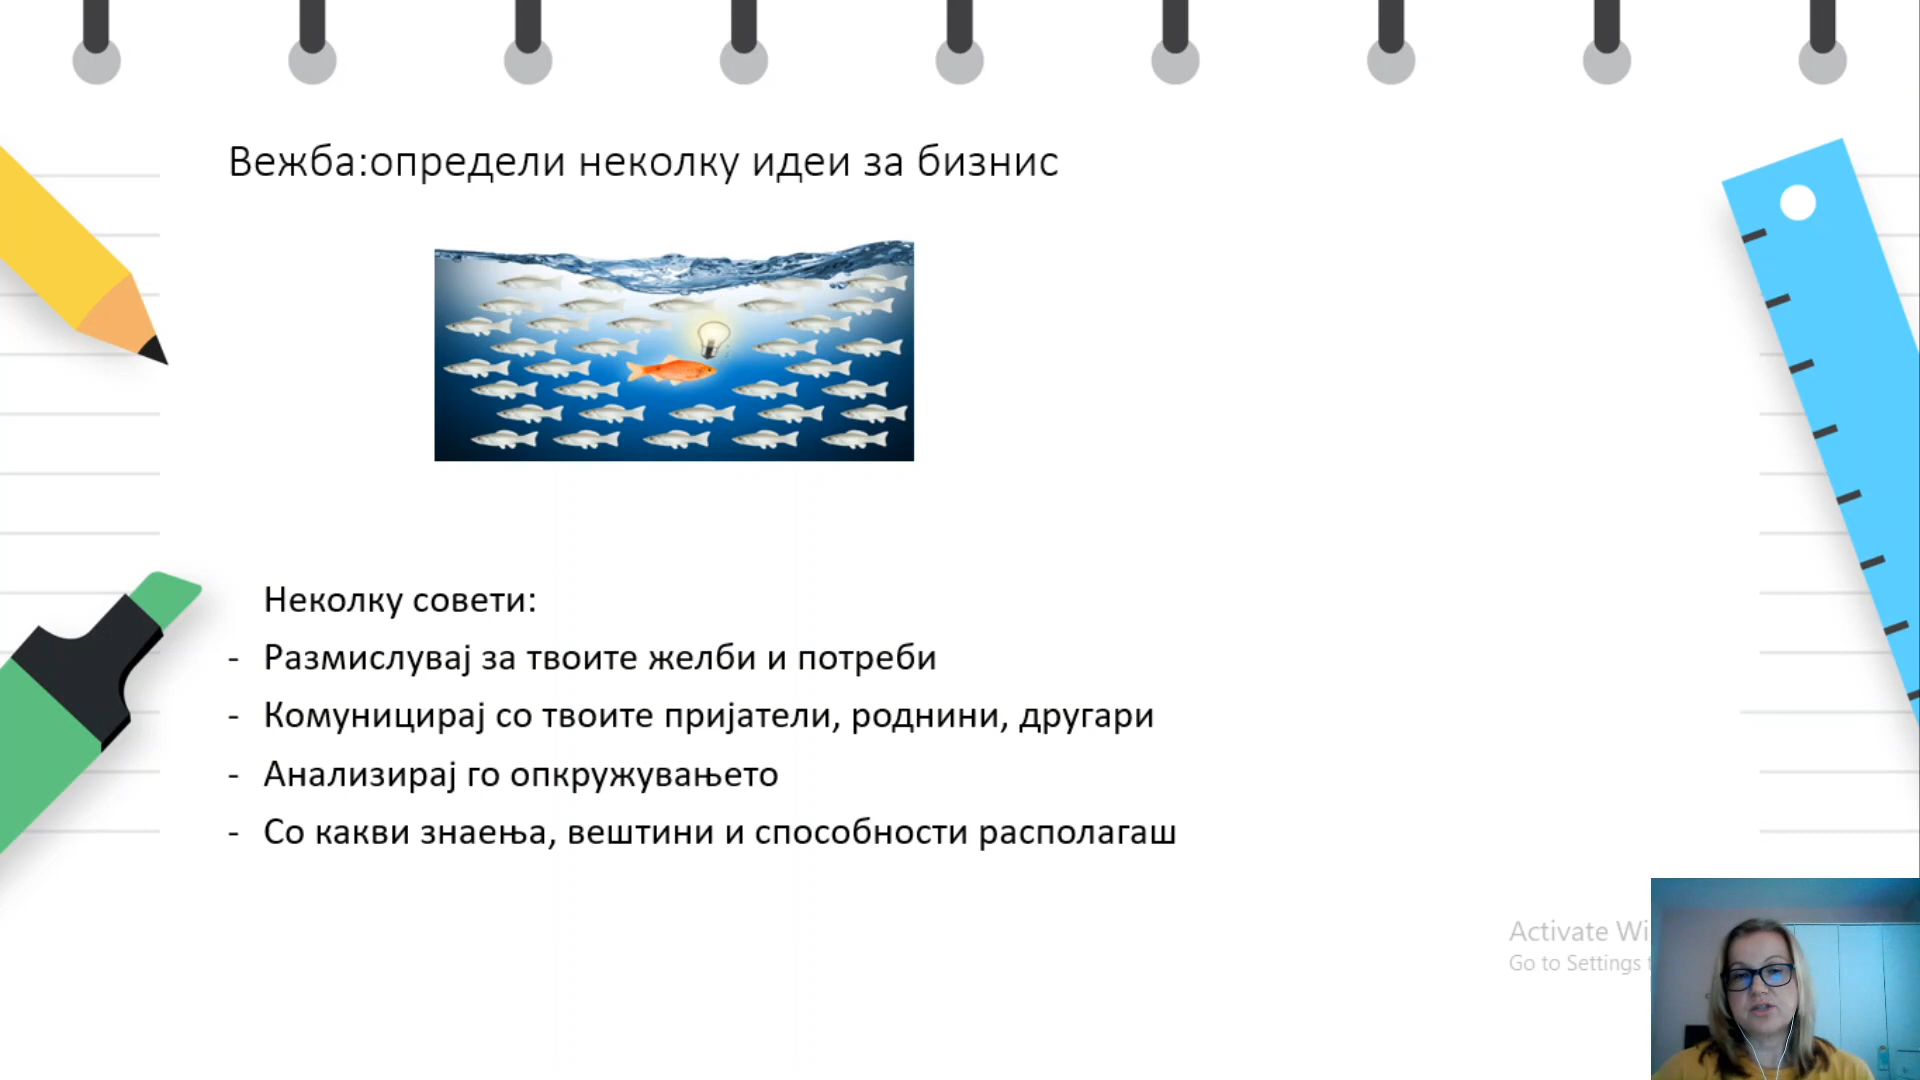 Вежба:определи неколку идеи за бизнис
Неколку совети:
- Размислувај за твоите желби и потреби
- Комуницирај со твоите пријатели, роднини, другари
- Анализирај го опкружувањето
- Со какви знаења, вештини и способности располагаш
Activate Wi
Go to Settings